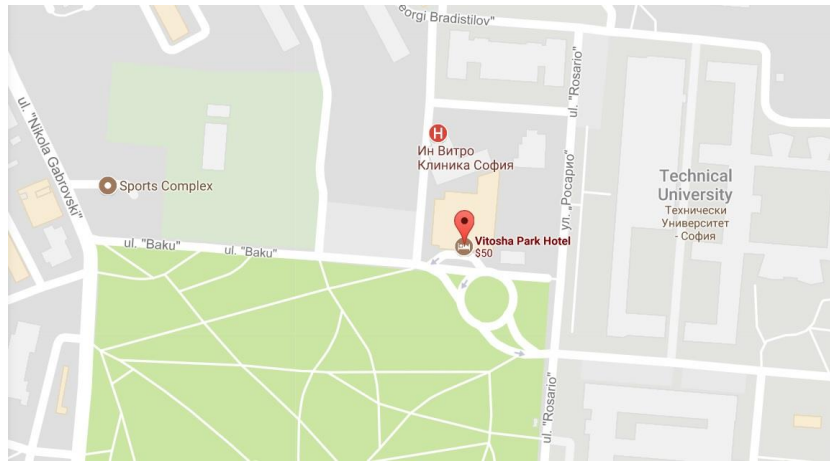 eorgi Bradistilov"
ul. "Rosario"
ul. "Nikola Gabrovski"
H
Ин Витро
Клиника София
Sports Complex
ул. „Росарио"
Technical
University
Технически
Университет
- София
Vitosha Park Hotel
$50
ul. "Baku"
ul. "Baku"
ul. "Rosario"